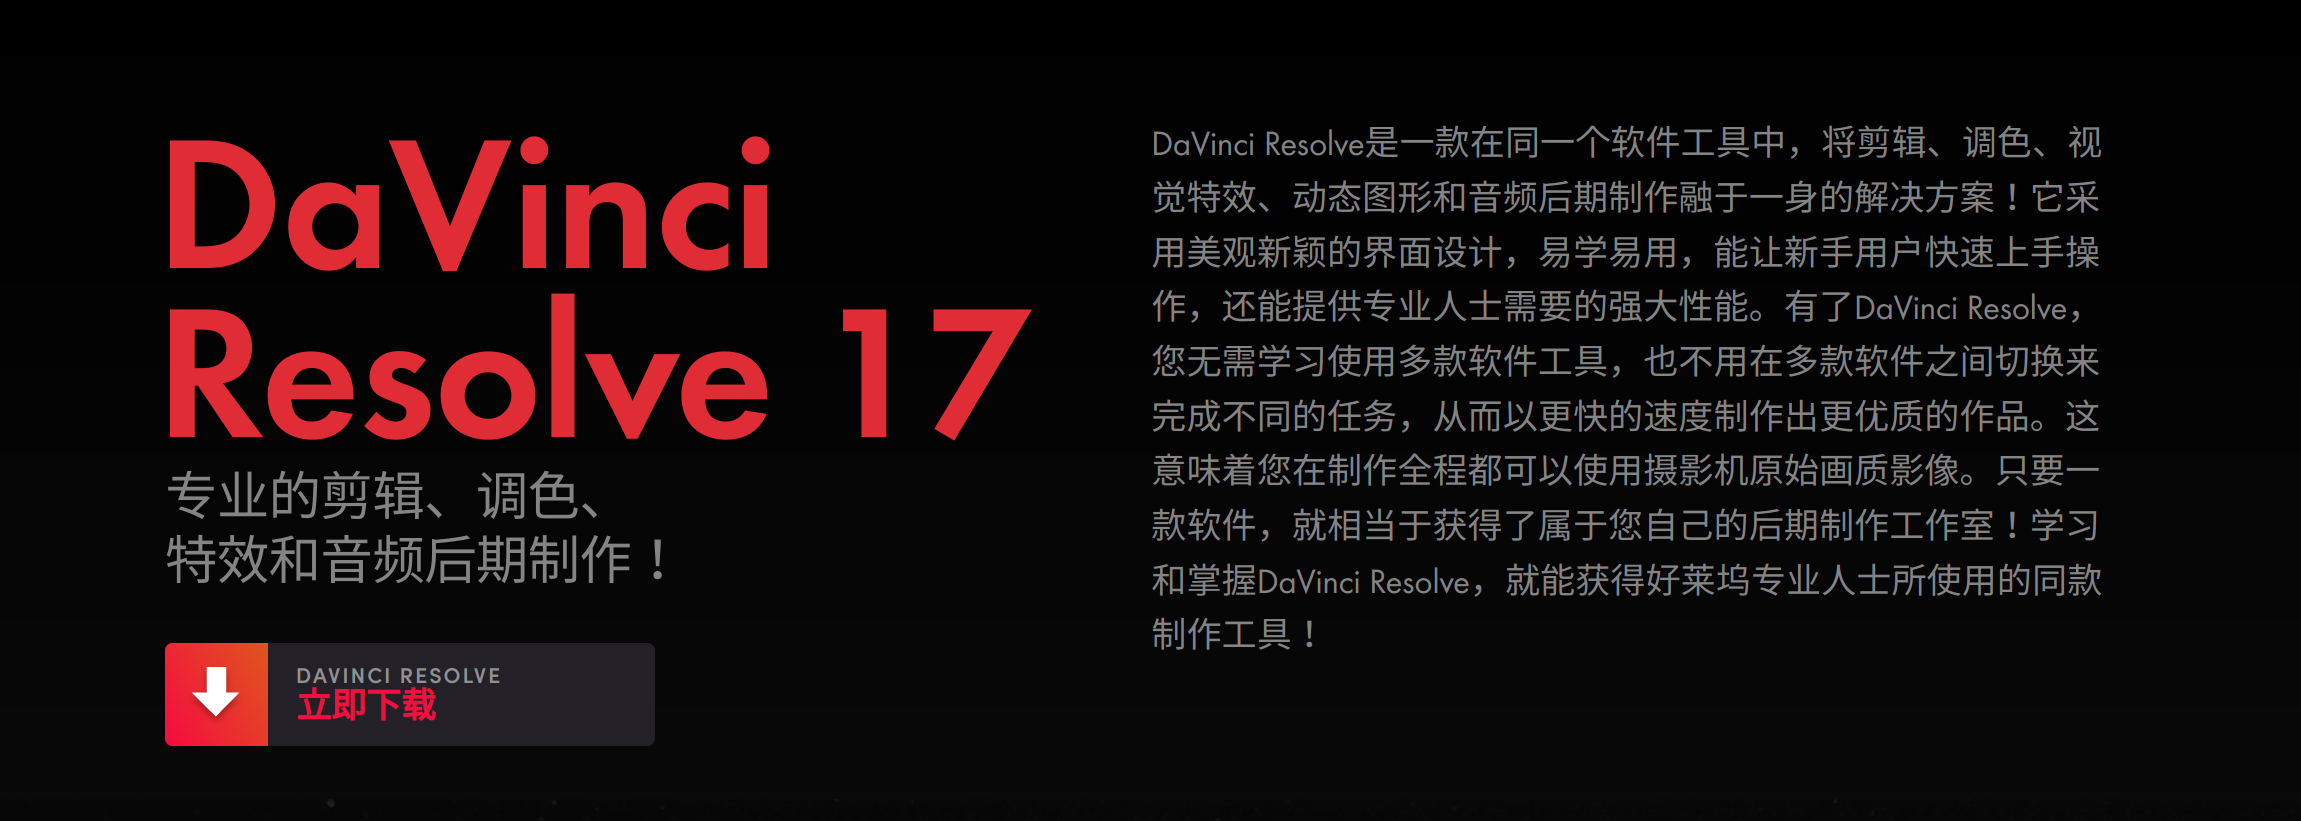 DaVinci
Resolve 17
专业的剪辑、调色、
特效和音频后期制作！
DAVINCI RESOLVE
立即下载
DaVinci Resolve是一款在同一个软件工具中，将剪辑、调色、视
觉特效、动态图形和音频后期制作融于一身的解决方案！它采
用美观新颖的界面设计，易学易用，能让新手用户快速上手操
作，还能提供专业人士需要的强大性能。有了DaVinci Resolve，
您无需学习使用多款软件工具，也不用在多款软件之间切换来
完成不同的任务，从而以更快的速度制作出更优质的作品。这
意味着您在制作全程都可以使用摄影机原始画质影像。只要一
款软件，就相当于获得了属于您自己的后期制作工作室！学习
和掌握DaVinci Resolve，就能获得好莱坞专业人士所使用的同款
制作工具！